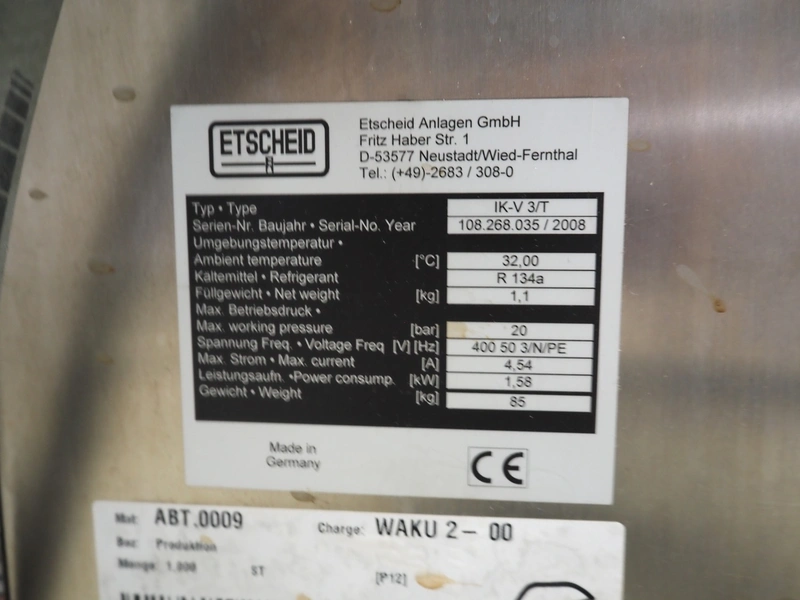 ETSCHEID
Etscheid Anlagen GmbH
Fritz Haber Str. 1
D-53577 Neustadt/Wied-Fernthal
Tel.: (+49)-2683 / 308-0
Typ • Type IK-V 3/T
Serien-Nr. Baujahr • Serial-No. Year 108.268.035 / 2008
Umgebungstemperatur •
Ambient temperature [°C] 32,00
Kältemittel • Refrigerant R 134a
Füllgewicht • Net weight [kg] 1,1
Max. Betriebsdruck •
Max. working pressure [bar] 20
Spannung Freq. • Voltage Freq [V] [Hz] 400 50 3/N/PE
Max. Strom • Max. current [A] 4,54
Leistungsaufn. •Power consump. [kW] 1,58
Gewicht • Weight [kg] 85
Made in
Germany
CE
Mat: ABT.0009 Charge: WAKU 2- 00
Bez: Produktion
Menge 1,000 ST [P12]